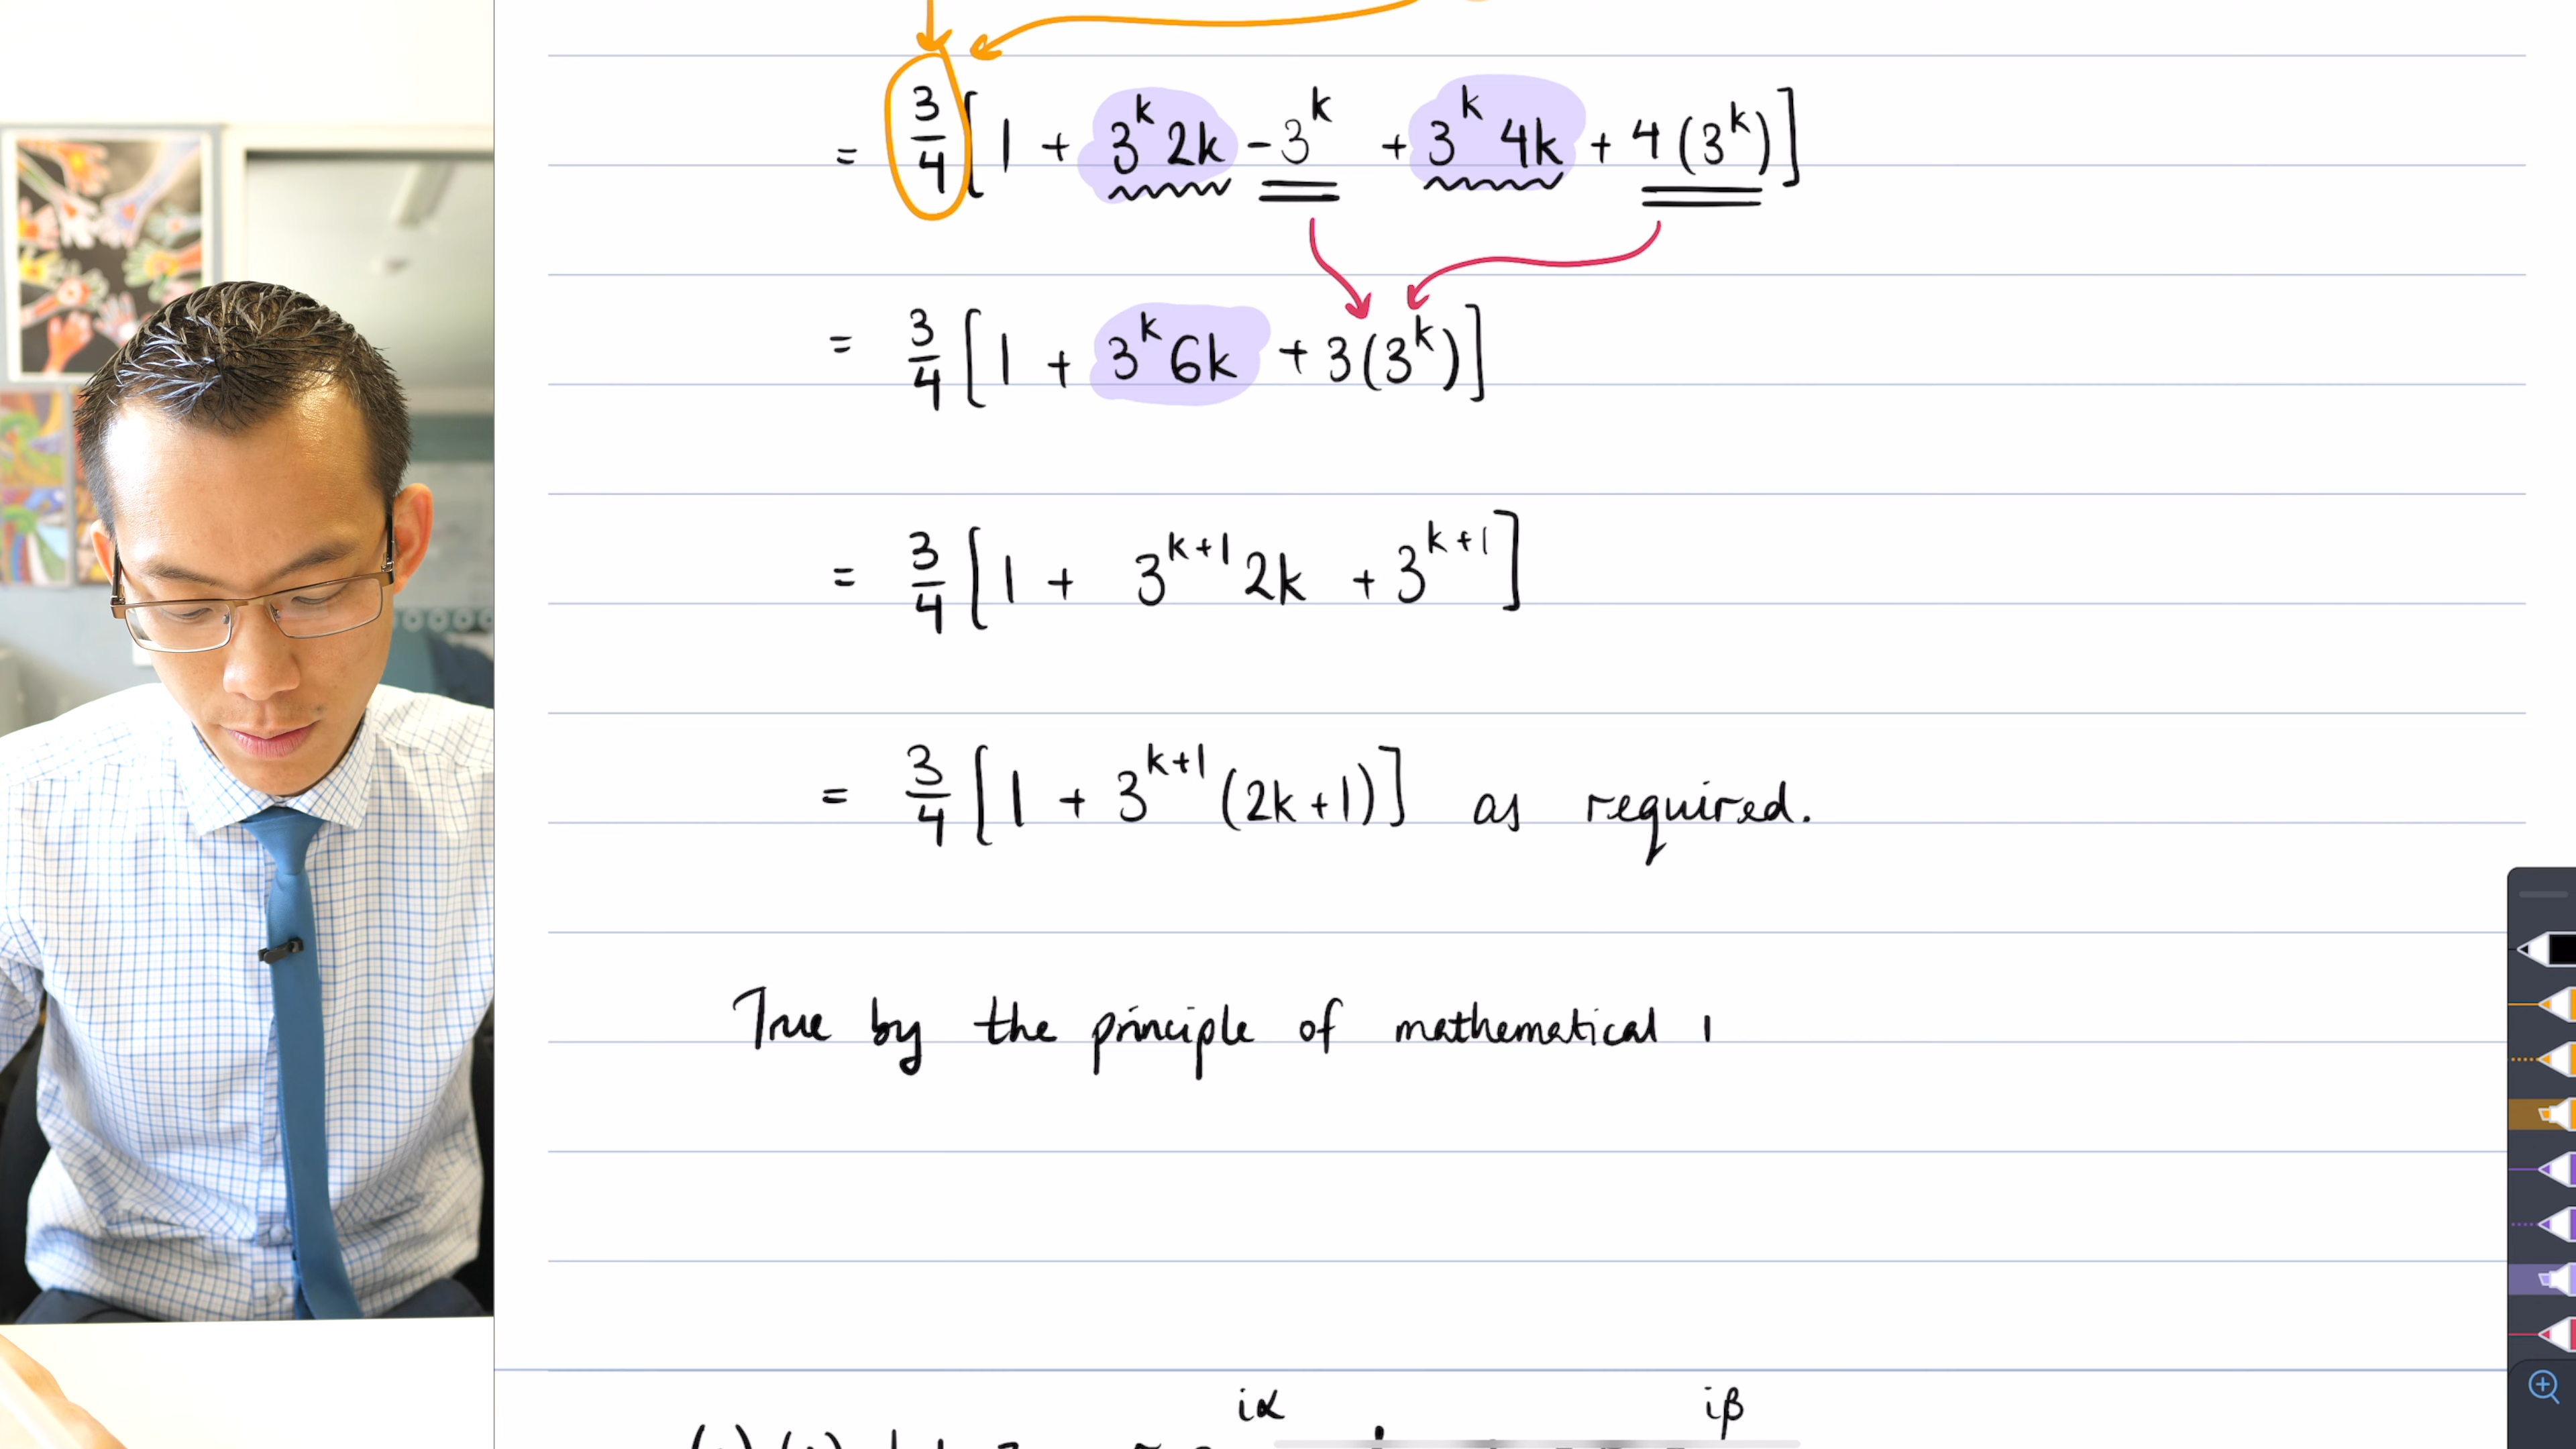 = 3/4 [1 + 3^k 2k - 3^k + 3^k 4k + 4(3^k)]
= 3/4 [1 + 3^k 6k + 3(3^k)]
= 3/4 [1 + 3^{k+1} 2k + 3^{k+1}]
= 3/4 [1 + 3^{k+1} (2k+1)] as required.
True by the principle of mathematical ı
iα iβ